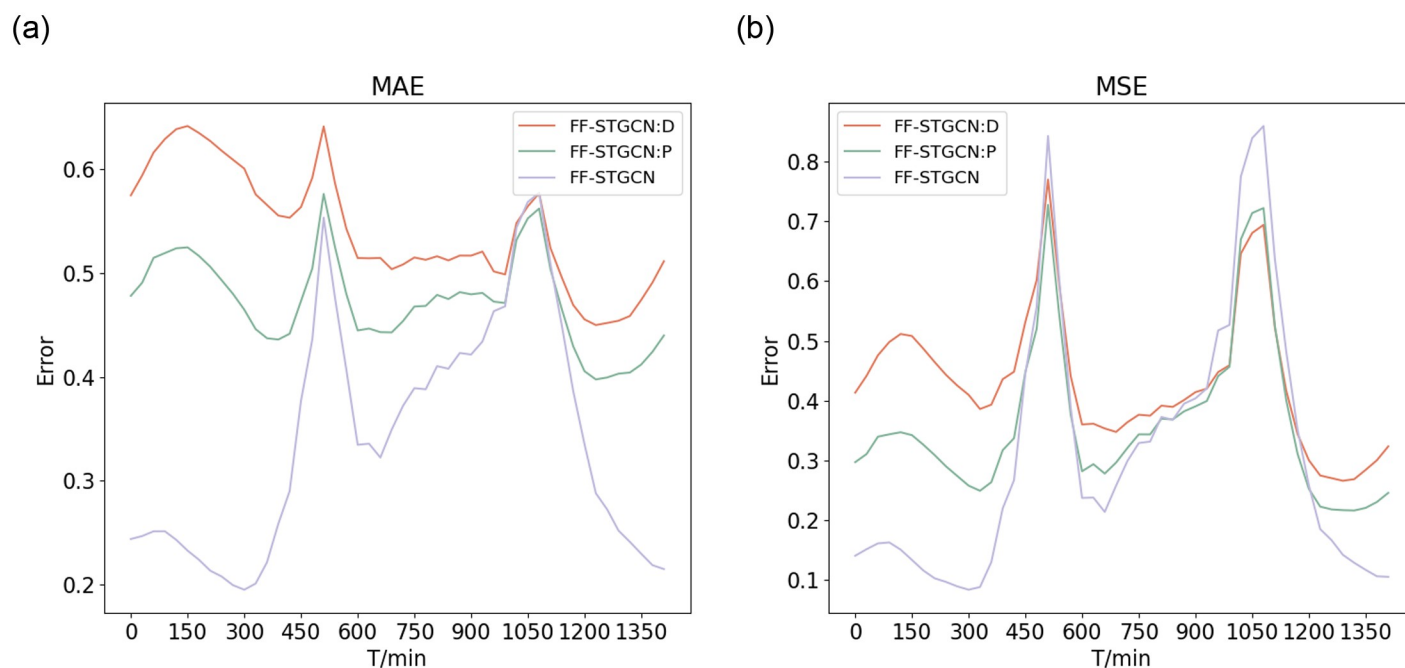 (a)
MAE
FF-STGCN:D
FF-STGCN:P
FF-STGCN
Error
0.6
0.5
0.4
0.3
0.2
0 150 300 450 600 750 900 1050 1200 1350
T/min
(b)
MSE
FF-STGCN:D
FF-STGCN:P
FF-STGCN
Error
0.8
0.7
0.6
0.5
0.4
0.3
0.2
0.1
0 150 300 450 600 750 900 1050 1200 1350
T/min